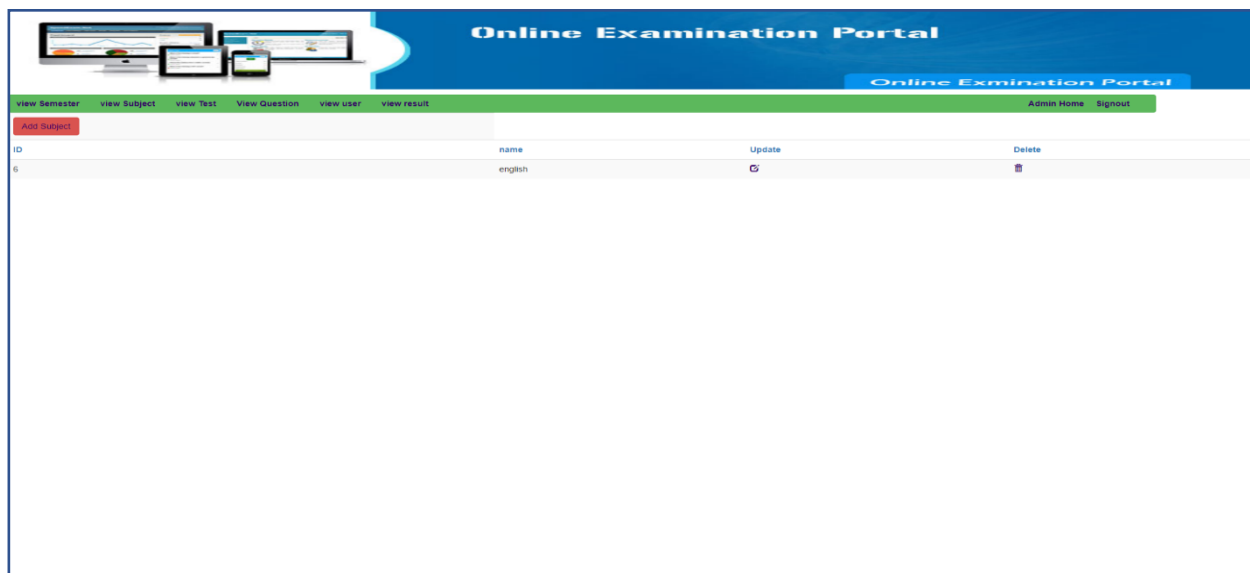 Online Examination Portal
Online Exmination Portal
view Semester view Subject view Test View Question view user view result Admin Home Signout
Add Subject
ID name Update Delete
6 english